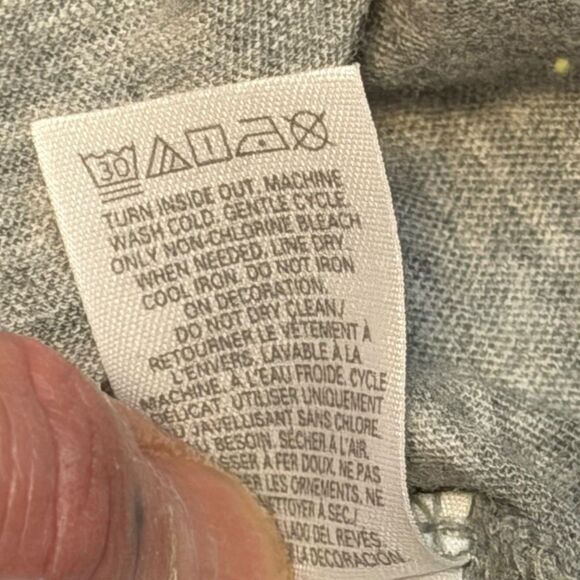 30
TURN INSIDE OUT. MACHINE
WASH COLD. GENTLE CYCLE.
ONLY NON-CHLORINE BLEACH
WHEN NEEDED. LINE DRY.
COOL IRON. DO NOT IRON
ON DECORATION.
DO NOT DRY CLEAN./
RETOURNER LE VÊTEMENT À
L'ENVERS. LAVABLE À LA
MACHINE, À L'EAU FROIDE. CYCLE
DÉLICAT. UTILISER UNIQUEMENT
JAVELLISANT SANS CHLORE
BESOIN. SÉCHER À L'AIR.
À FER DOUX. NE PAS
LES ORNEMENTS. NE
À SEC./
LADO DEL REVÉS.
LA DECORACIÓN.